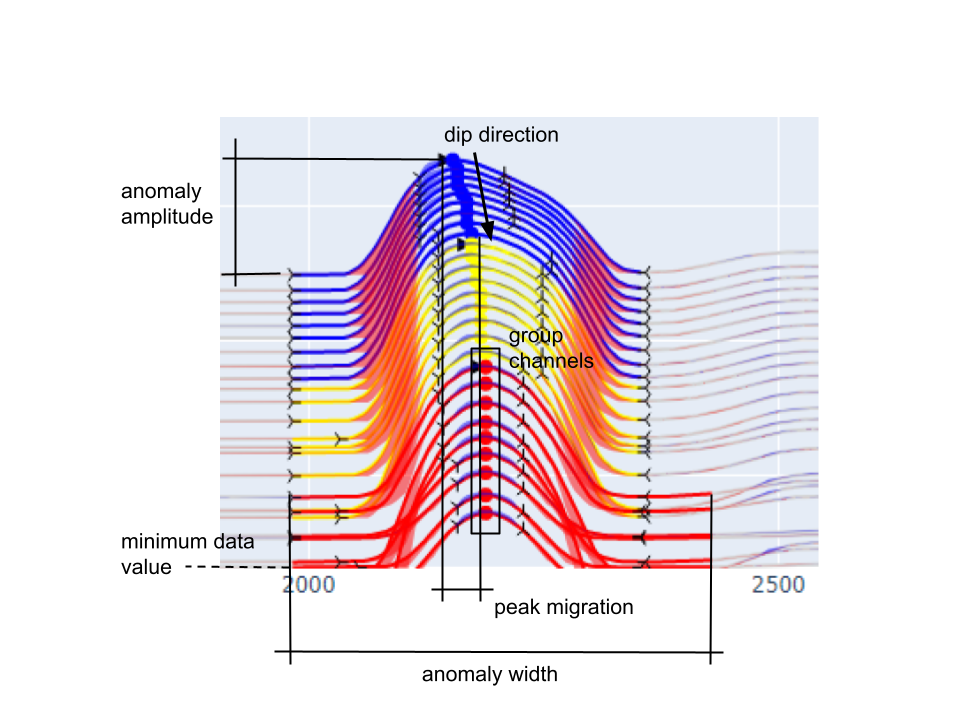 dip direction
anomaly
amplitude
group
channels
minimum data
value
2000
2500
peak migration
anomaly width